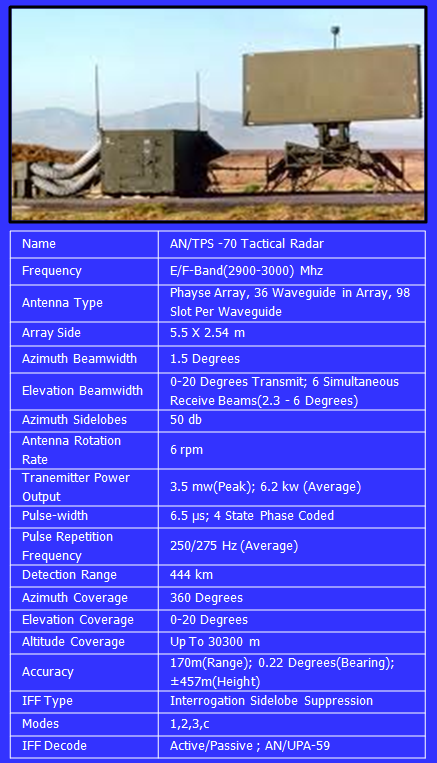 Name AN/TPS -70 Tactical Radar
Frequency E/F-Band(2900-3000) Mhz
Antenna Type Phayse Array, 36 Waveguide in Array, 98
Slot Per Waveguide
Array Side 5.5 X 2.54 m
Azimuth Beamwidth 1.5 Degrees
Elevation Beamwidth 0-20 Degrees Transmit; 6 Simultaneous
Receive Beams(2.3 - 6 Degrees)
Azimuth Sidelobes 50 db
Antenna Rotation
Rate 6 rpm
Tranemitter Power
Output 3.5 mw(Peak); 6.2 kw (Average)
Pulse-width 6.5 µs; 4 State Phase Coded
Pulse Repetition
Frequency 250/275 Hz (Average)
Detection Range 444 km
Azimuth Coverage 360 Degrees
Elevation Coverage 0-20 Degrees
Altitude Coverage Up To 30300 m
Accuracy 170m(Range); 0.22 Degrees(Bearing);
±457m(Height)
IFF Type Interrogation Sidelobe Suppression
Modes 1,2,3,c
IFF Decode Active/Passive ; AN/UPA-59